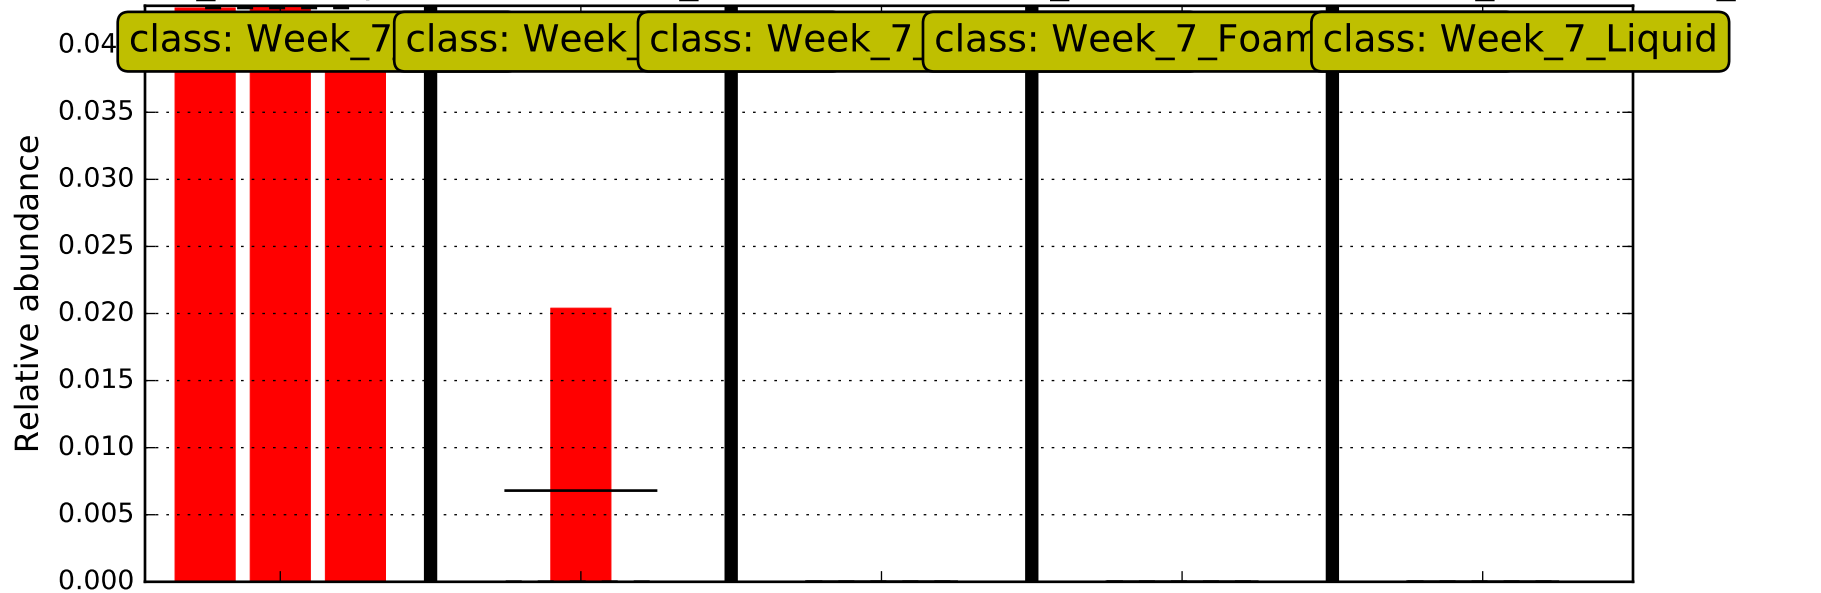 class: Week_7
class: Week_
class: Week_7_
class: Week_7_Foam
class: Week_7_Liquid
0.04
0.035
0.030
0.025
0.020
0.015
0.010
0.005
0.000
Relative abundance